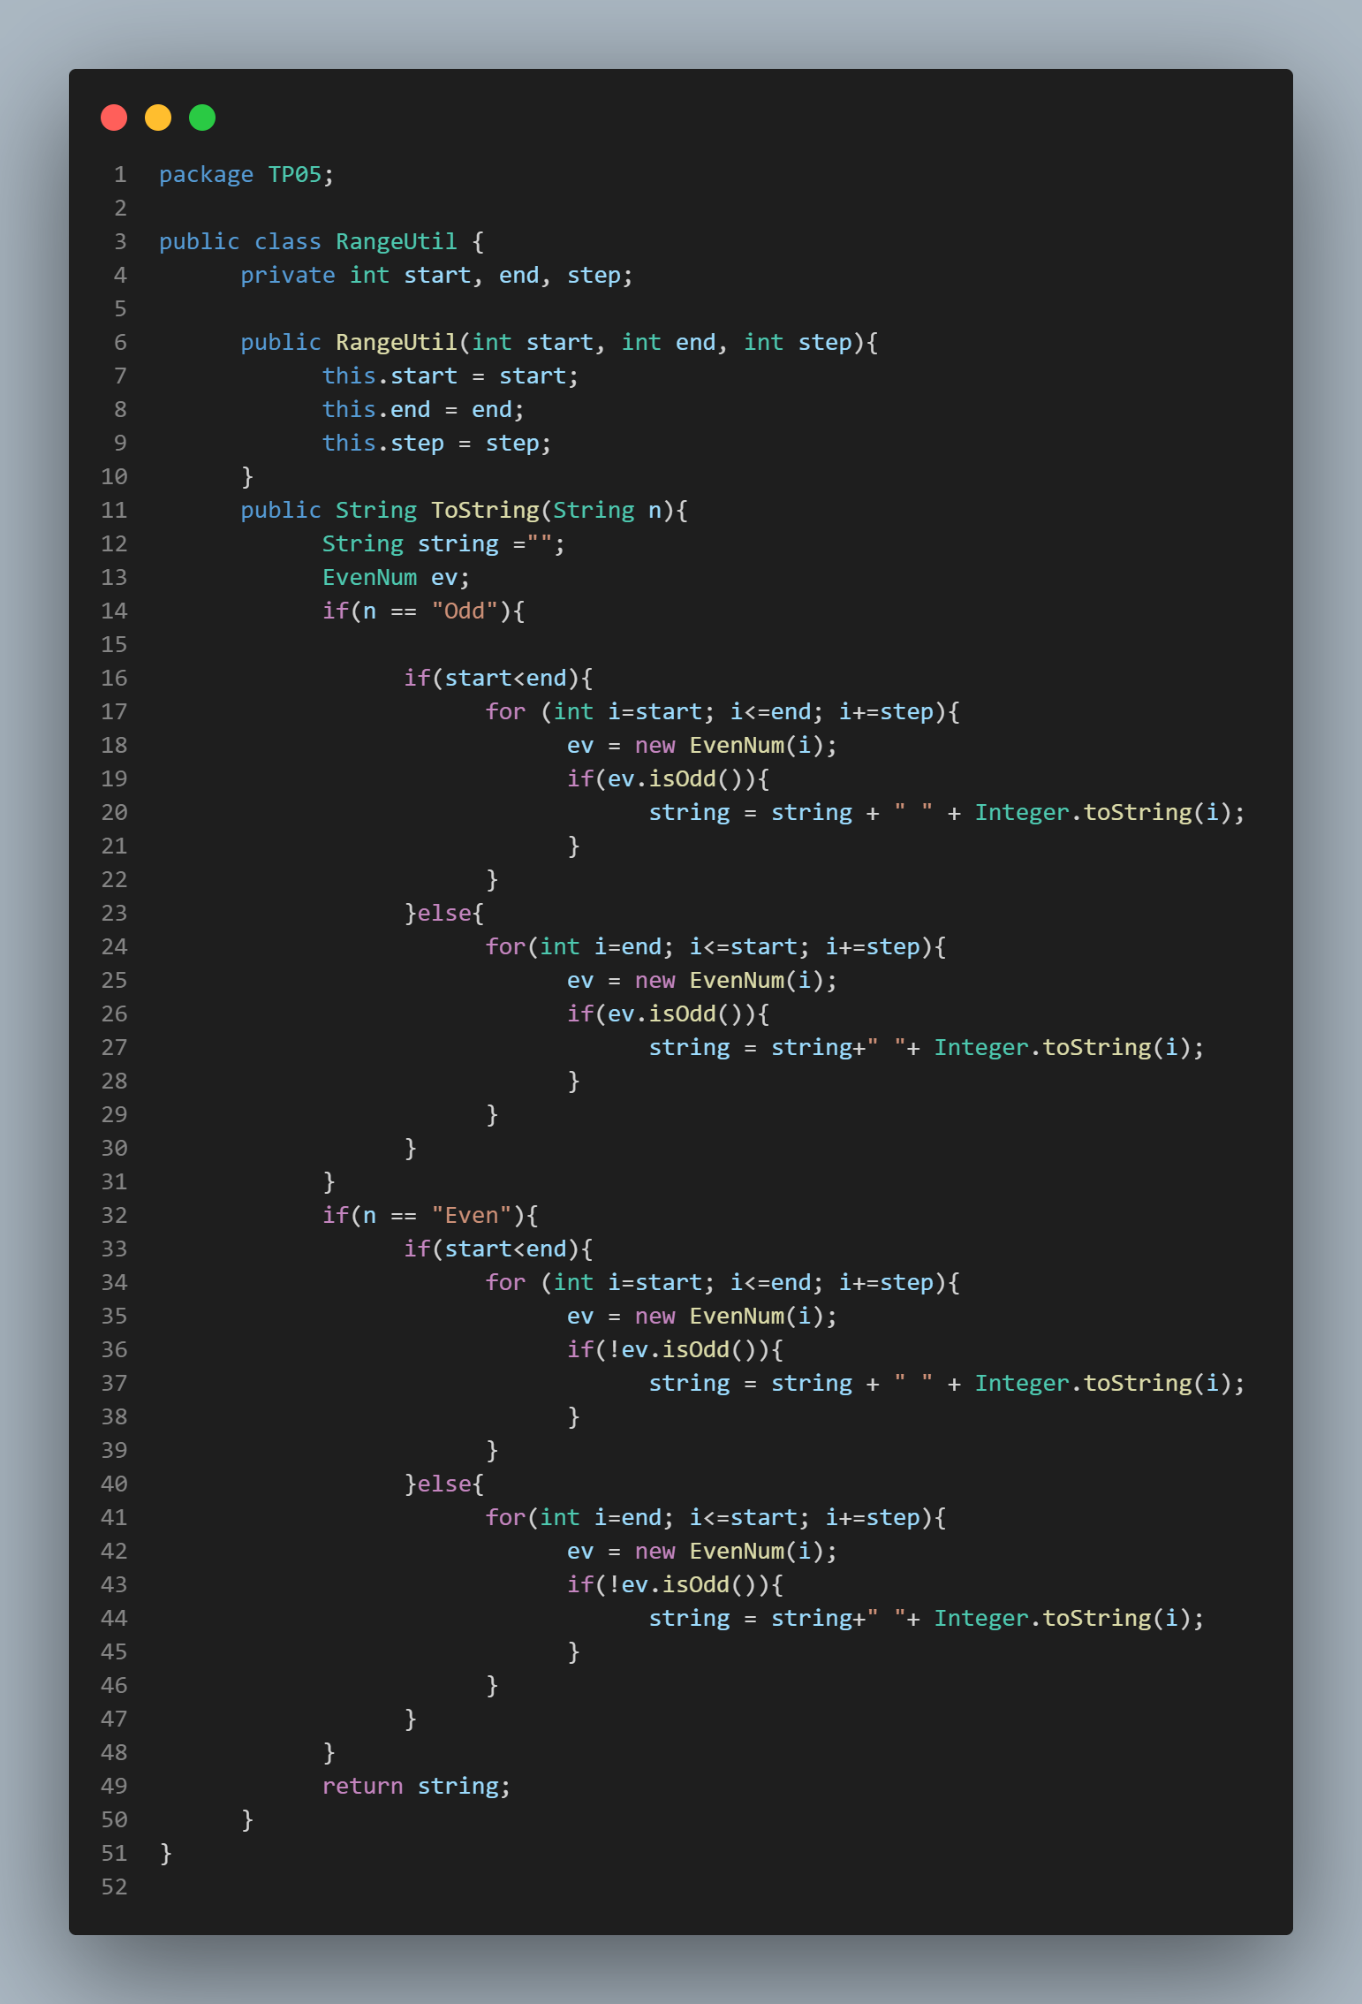 1 package TP05;
2
3 public class RangeUtil {
4       private int start, end, step;
5
6       public RangeUtil(int start, int end, int step){
7             this.start = start;
8             this.end = end;
9             this.step = step;
10       }
11       public String ToString(String n){
12             String string ="";
13             EvenNum ev;
14             if(n == "Odd"){
15
16                   if(start<end){
17                         for (int i=start; i<=end; i+=step){
18                               ev = new EvenNum(i);
19                               if(ev.isOdd()){
20                                     string = string + " " + Integer.toString(i);
21                               }
22                         }
23                   }else{
24                         for(int i=end; i<=start; i+=step){
25                               ev = new EvenNum(i);
26                               if(ev.isOdd()){
27                                     string = string+" "+ Integer.toString(i);
28                               }
29                         }
30                   }
31             }
32             if(n == "Even"){
33                   if(start<end){
34                         for (int i=start; i<=end; i+=step){
35                               ev = new EvenNum(i);
36                               if(!ev.isOdd()){
37                                     string = string + " " + Integer.toString(i);
38                               }
39                         }
40                   }else{
41                         for(int i=end; i<=start; i+=step){
42                               ev = new EvenNum(i);
43                               if(!ev.isOdd()){
44                                     string = string+" "+ Integer.toString(i);
45                               }
46                         }
47                   }
48             }
49             return string;
50       }
51 }
52